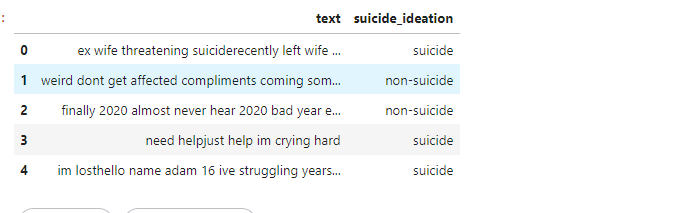 :
text suicide_ideation
0 ex wife threatening suiciderecently left wife ... suicide
1 weird dont get affected compliments coming som... non-suicide
2 finally 2020 almost never hear 2020 bad year e... non-suicide
3 need helpjust help im crying hard suicide
4 im losthello name adam 16 ive struggling years... suicide